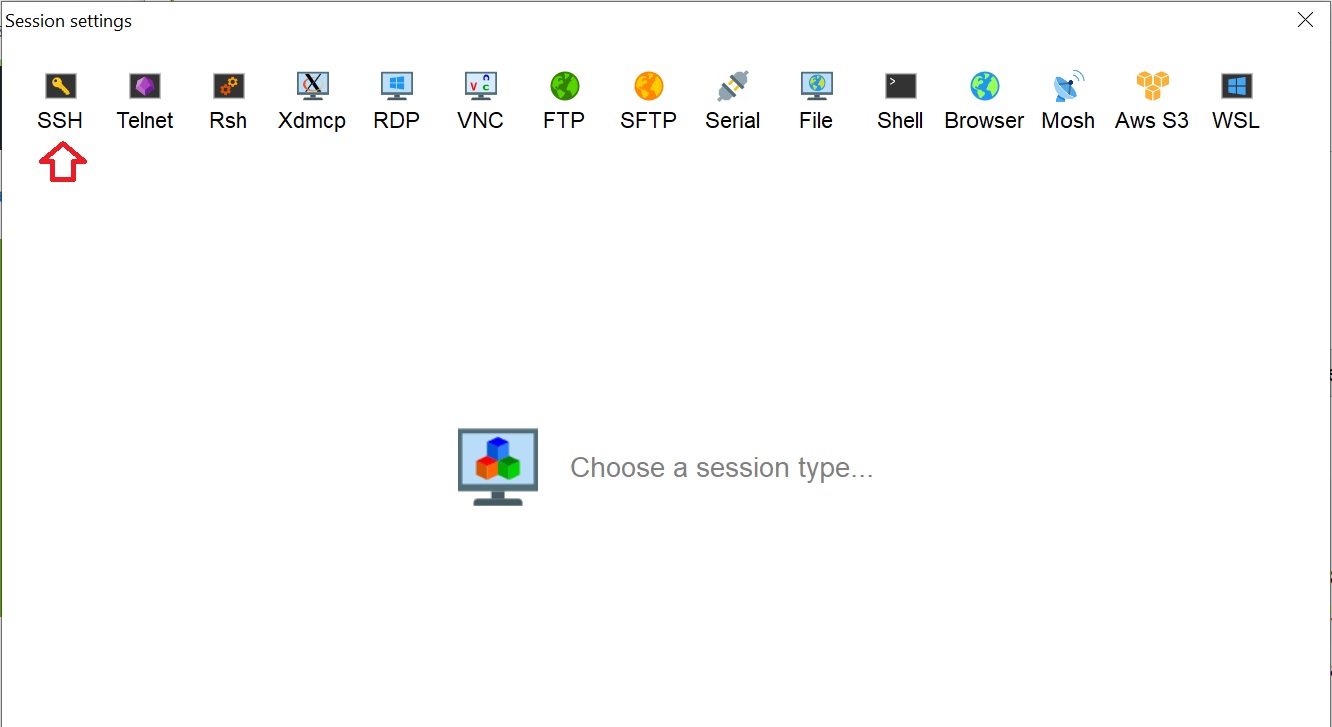 Session settings
SSH Telnet Rsh Xdmcp RDP VNC FTP SFTP Serial File Shell Browser Mosh Aws S3 WSL
Choose a session type...